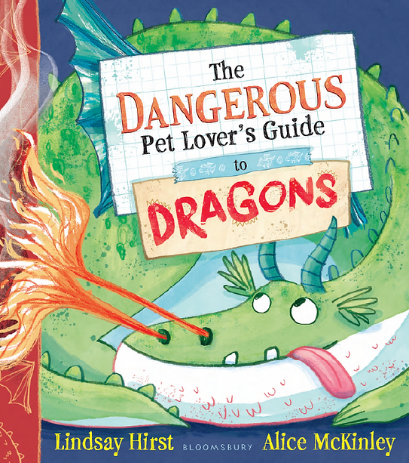 The
DANGEROUS
Pet Lover's Guide
to
DRAGONS
Lindsay Hirst BLOOMSBURY Alice McKinley